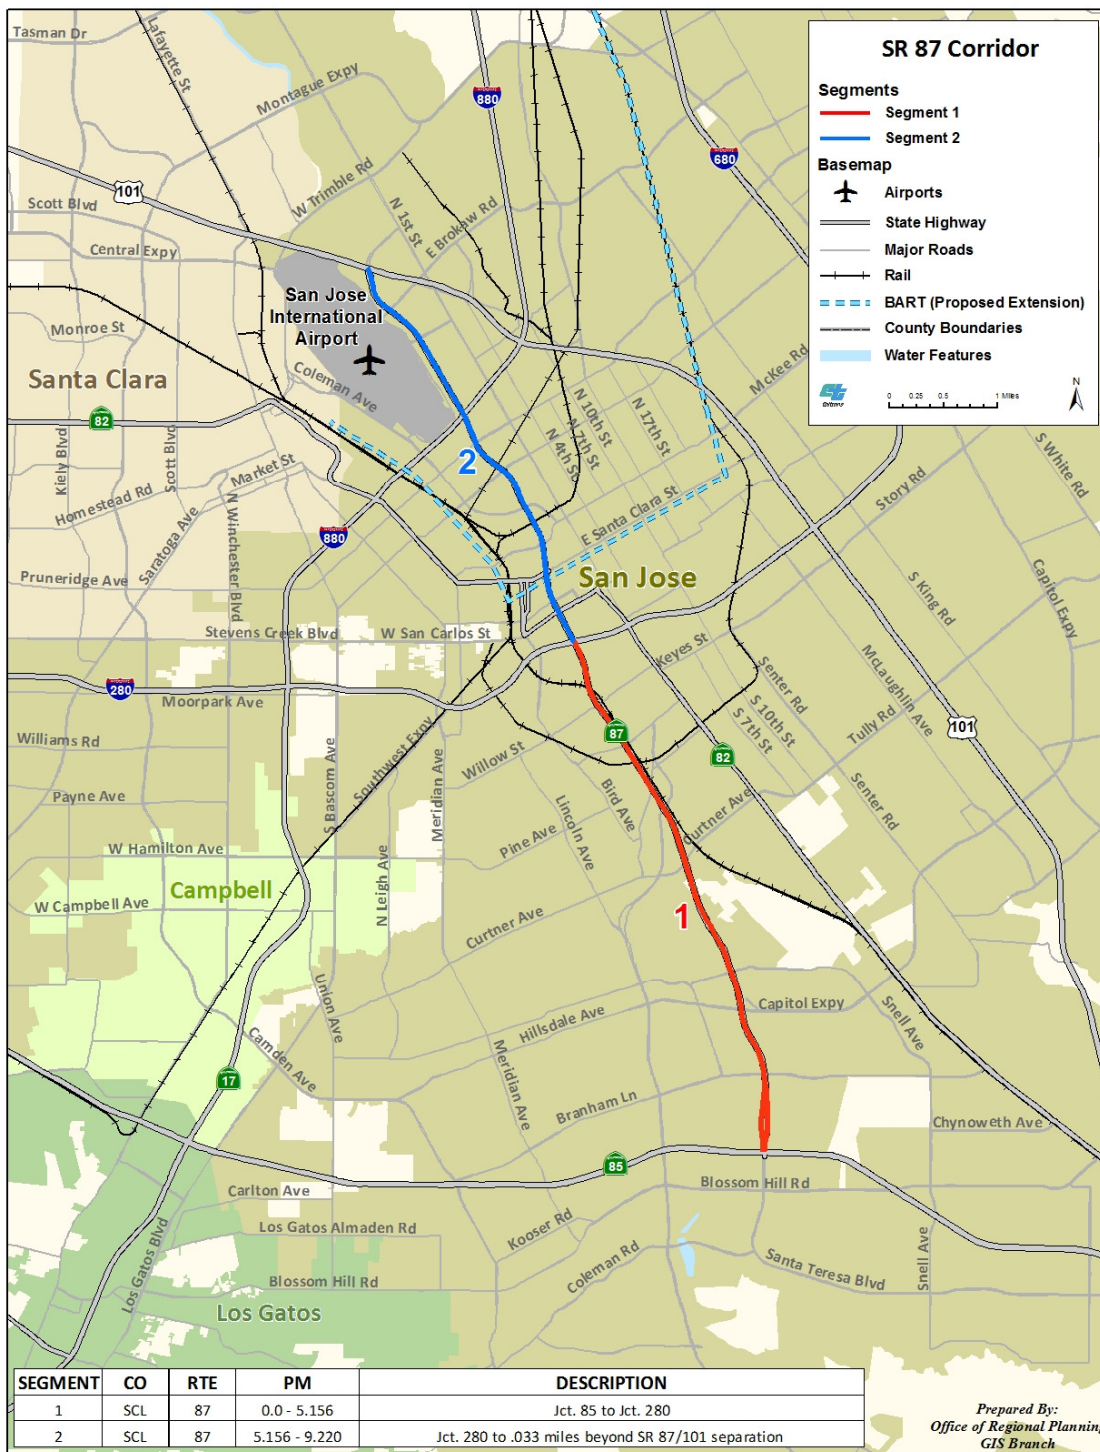 SR 87 Corridor
Segments
Segment 1
Segment 2
Basemap
Airports
State Highway
Major Roads
Rail
BART (Proposed Extension)
County Boundaries
Water Features
N
0 0.25 0.5 1 Miles
Tasman Dr
Lafayette St
Montague Expy
880
680
101
W Trimble Rd
Scott Blvd
N 1st St
E Brokaw Rd
Central Expy
San Jose
International
Airport
Monroe St
McKee Rd
Santa Clara
Coleman Ave
82
N 10th St
N 17th St
N 7th St
N 4th St
2
S White Rd
Kiely Blvd
Scott Blvd
Market St
Story Rd
Homestead Rd
N Winchester Blvd
E Santa Clara St
Saratoga Ave
880
Capitol Expy
Pruneridge Ave
San Jose
S King Rd
Stevens Creek Blvd
W San Carlos St
Keyes St
280
Moorpark Ave
Senter Rd
McLaughlin Ave
S 10th St
S 7th St
Tully Rd
101
87
82
Williams Rd
Southwest Expy
Willow St
S Bascom Ave
Meridian Ave
Bird Ave
Senter Rd
Payne Ave
Lincoln Ave
Pine Ave
Curtner Ave
W Hamilton Ave
N Leigh Ave
Campbell
W Campbell Ave
1
Curtner Ave
Union Ave
Capitol Expy
Snell Ave
Hillsdale Ave
Camden Ave
Meridian Ave
17
Branham Ln
Chynoweth Ave
85
Blossom Hill Rd
Carlton Ave
Los Gatos Almaden Rd
Kooser Rd
Los Gatos Blvd
Coleman Rd
Santa Teresa Blvd
Snell Ave
Blossom Hill Rd
Los Gatos
SEGMENT CO RTE PM DESCRIPTION
1 SCL 87 0.0 - 5.156 Jct. 85 to Jct. 280
2 SCL 87 5.156 - 9.220 Jct. 280 to .033 miles beyond SR 87/101 separation
Prepared By:
Office of Regional Planning
GIS Branch